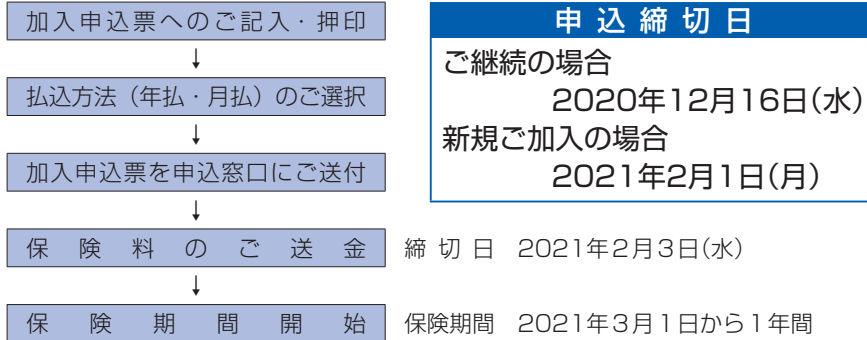 加入申込票へのご記入・押印
↓
払込方法（年払・月払）のご選択
↓
加入申込票を申込窓口にご送付
↓
保険料のご送金 締切日 2021年2月3日(水)
↓
保険期間開始 保険期間 2021年3月1日から1年間
申込締切日
ご継続の場合
2020年12月16日(水)
新規ご加入の場合
2021年2月1日(月)